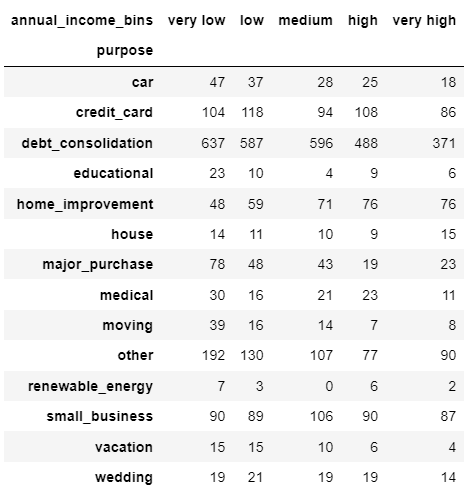 annual_income_bins very low low medium high very high
purpose
car 47 37 28 25 18
credit_card 104 118 94 108 86
debt_consolidation 637 587 596 488 371
educational 23 10 4 9 6
home_improvement 48 59 71 76 76
house 14 11 10 9 15
major_purchase 78 48 43 19 23
medical 30 16 21 23 11
moving 39 16 14 7 8
other 192 130 107 77 90
renewable_energy 7 3 0 6 2
small_business 90 89 106 90 87
vacation 15 15 10 6 4
wedding 19 21 19 19 14